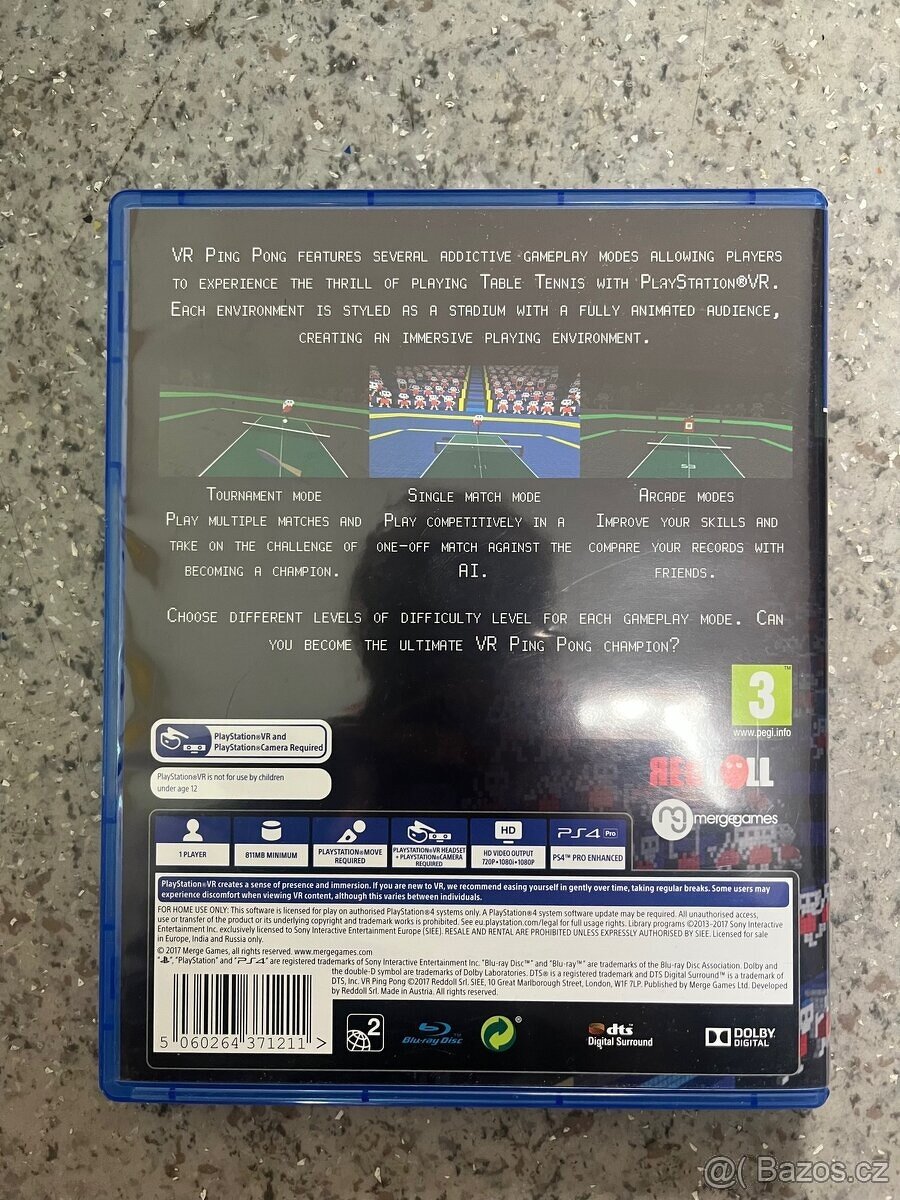 VR Ping Pong features several addictive gameplay modes allowing players
to experience the thrill of playing Table Tennis with PlayStation®VR.
Each environment is styled as a stadium with a fully animated audience,
creating an immersive playing environment.
Tournament mode
Play multiple matches and
take on the challenge of
becoming a champion.
Single match mode
Play competitively in a
one-off match against the
AI.
Arcade modes
Improve your skills and
compare your records with
friends.
Choose different levels of difficulty level for each gameplay mode. Can
you become the ultimate VR Ping Pong champion?
3
™
www.pegi.info
PlayStation®VR and
PlayStation®Camera Required
PlayStation®VR is not for use by children
under age 12
mergegames
1 PLAYER
811MB MINIMUM
PLAYSTATION®MOVE
REQUIRED
PLAYSTATION®VR HEADSET
+ PLAYSTATION®CAMERA
REQUIRED
HD
HD VIDEO OUTPUT
720P•1080i•1080P
PS4 Pro
PS4™ PRO ENHANCED
PlayStation®VR creates a sense of presence and immersion. If you are new to VR, we recommend easing yourself in gently over time, taking regular breaks. Some users may
experience discomfort when viewing VR content, although this varies between individuals.
FOR HOME USE ONLY: This software is licensed for play on authorised PlayStation®4 systems only. A PlayStation®4 system software update may be required. All unauthorised access,
use or transfer of the product or its underlying copyright and trademark works is prohibited. See eu.playstation.com/legal for full usage rights. Library programs ©2013-2017 Sony Interactive
Entertainment Inc. exclusively licensed to Sony Interactive Entertainment Europe (SIEE). RESALE AND RENTAL ARE PROHIBITED UNLESS EXPRESSLY AUTHORISED BY SIEE. Licensed for sale
in Europe, India and Russia only.
© 2017 Merge Games, all rights reserved. www.mergegames.com
", "PlayStation" and "PS4" are registered trademarks of Sony Interactive Entertainment Inc. "Blu-ray Disc™" and "Blu-ray™" are trademarks of the Blu-ray Disc Association. Dolby and
the double-D symbol are trademarks of Dolby Laboratories. DTS® is a registered trademark and DTS Digital Surround™ is a trademark of
DTS, Inc. VR Ping Pong ©2017 Reddoll Srl. SIEE, 10 Great Marlborough Street, London, W1F 7LP. Published by Merge Games Ltd. Developed
by Reddoll Srl. Made in Austria. All rights reserved.
5 060264 371211 >
2
Blu-ray Disc™
®
dts
Digital Surround
DOLBY
DIGITAL
@( Bazos.cz